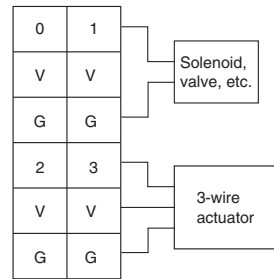 0 1
V V
G G
2 3
V V
G G
Solenoid,
valve, etc.
3-wire
actuator